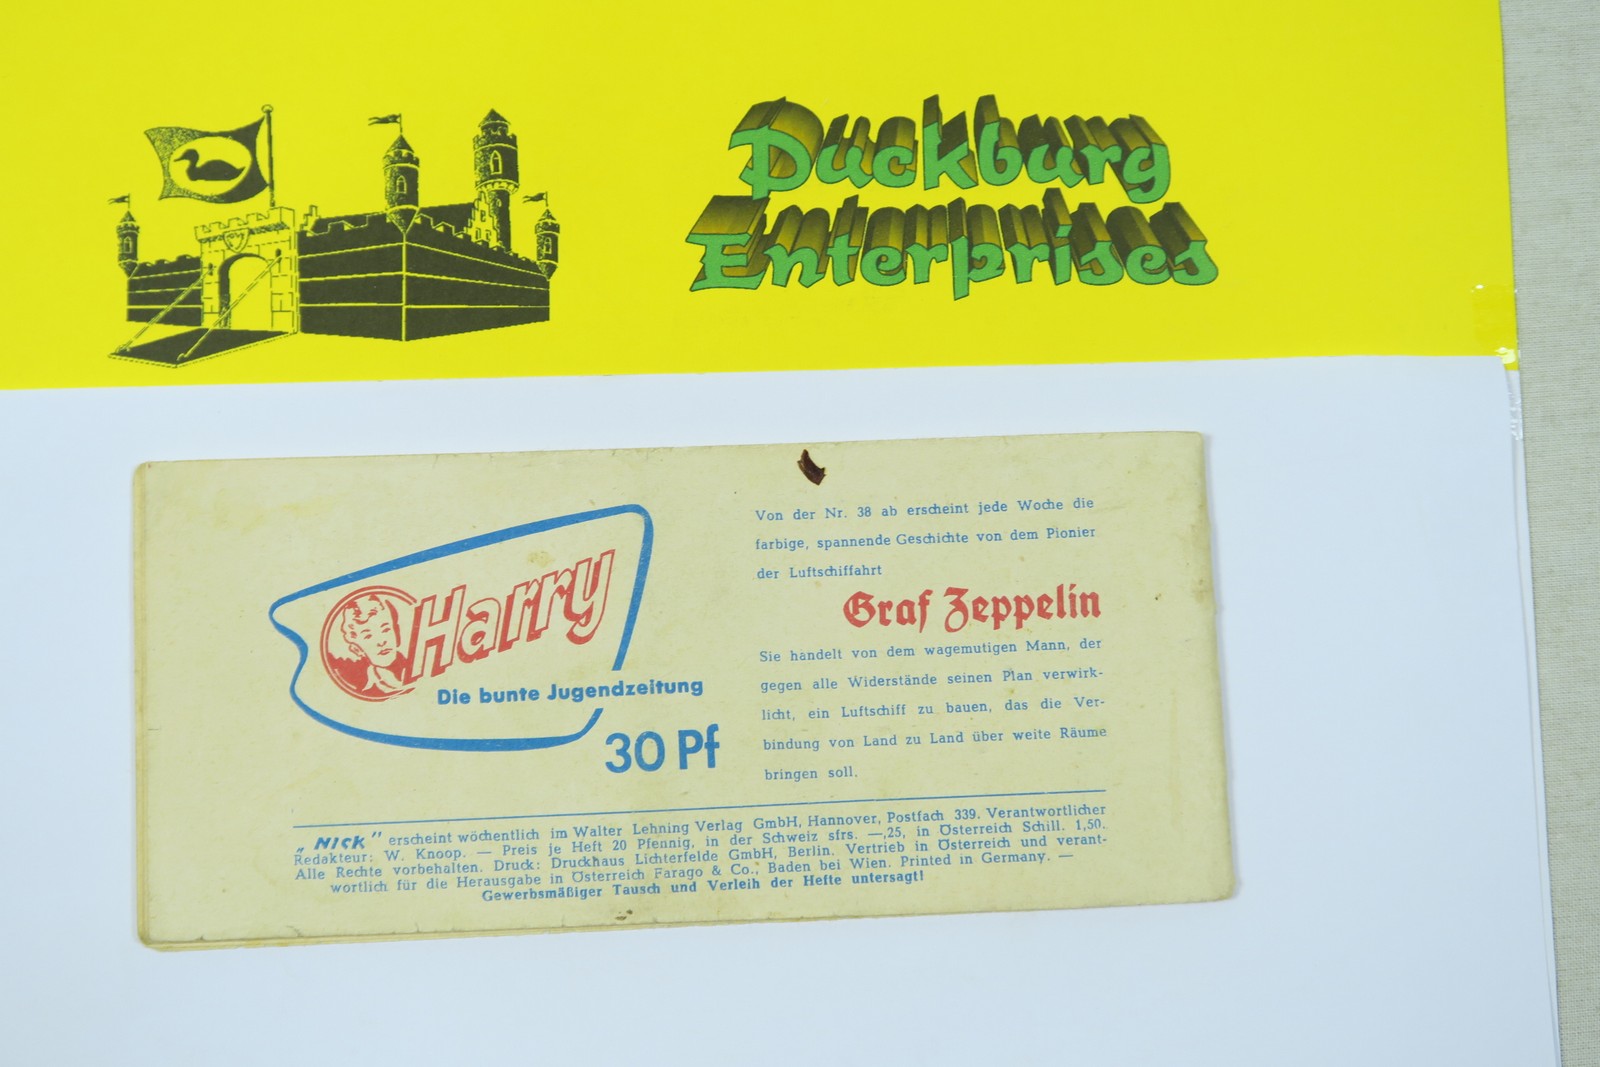 Duckburg
Enterprises
Harry
Die bunte Jugendzeitung
30 Pf
Von der Nr. 38 ab erscheint jede Woche die
farbige, spannende Geschichte von dem Pionier
der Luftschiffahrt
Graf Zeppelin
Sie handelt von dem wagemutigen Mann, der
gegen alle Widerstände seinen Plan verwirk-
licht, ein Luftschiff zu bauen, das die Ver-
bindung von Land zu Land über weite Räume
bringen soll.
„NICK" erscheint wöchentlich im Walter Lehning Verlag GmbH, Hannover, Postfach 339. Verantwortlicher
Redakteur: W. Knoop. — Preis je Heft 20 Pfennig, in der Schweiz sfrs. —,25, in Österreich Schill. 1,50.
Alle Rechte vorbehalten. Druck: Druckhaus Lichterfelde GmbH, Berlin. Vertrieb in Österreich und verant-
wortlich für die Herausgabe in Österreich Farago & Co., Baden bei Wien. Printed in Germany. —
Gewerbsmäßiger Tausch und Verleih der Hefte untersagt!